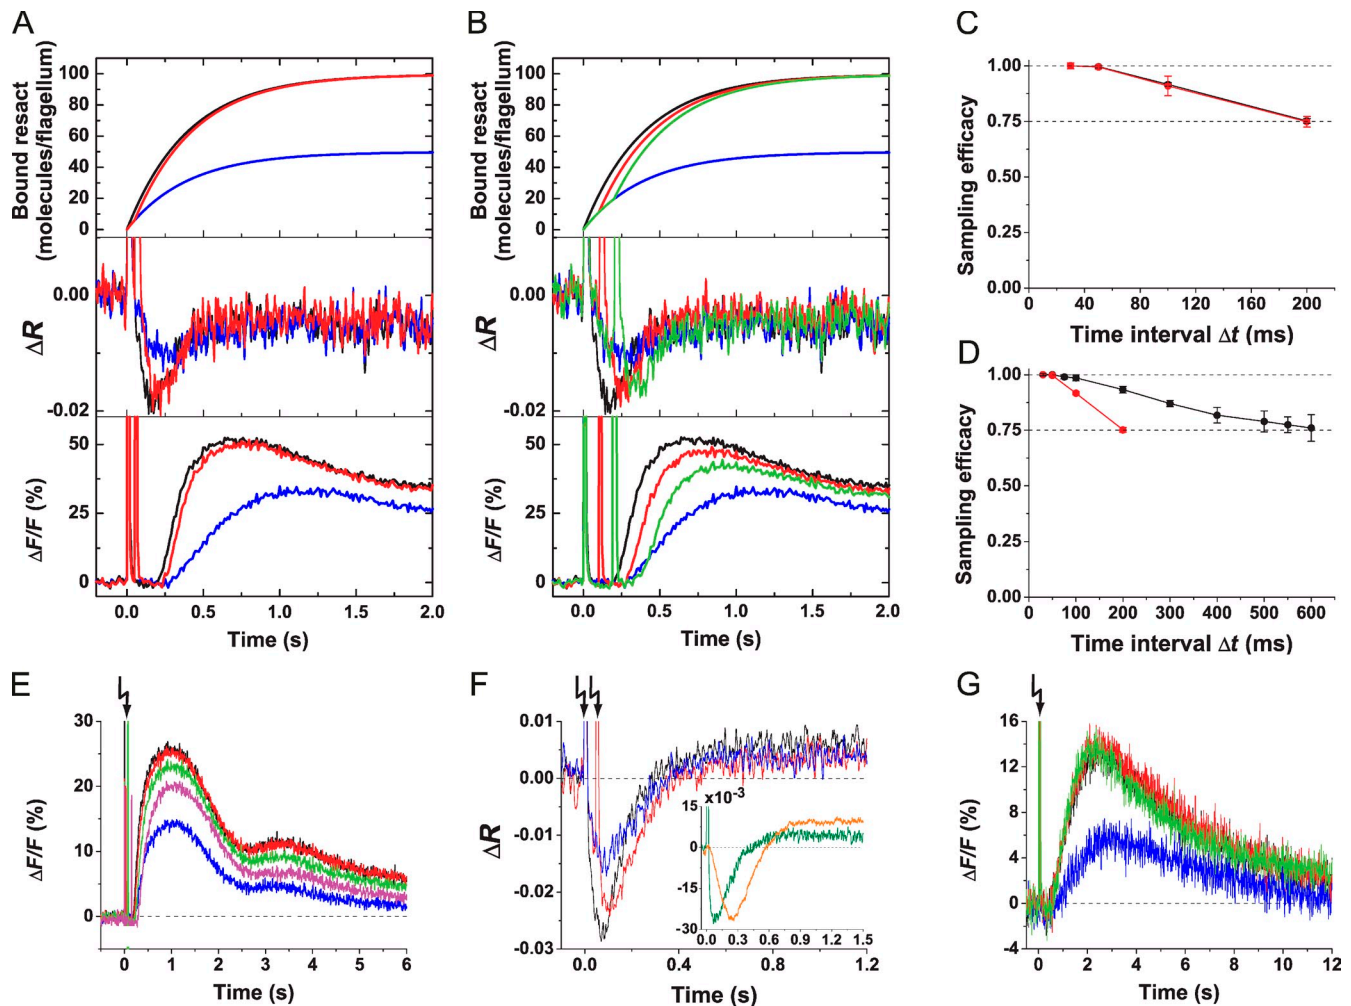 A
Bound resact
(molecules/flagellum)
100
80
60
40
20
0
ΔR
0.00
-0.02
ΔF/F (%)
50
25
0
0.0 0.5 1.0 1.5 2.0
Time (s)
B
Bound resact
(molecules/flagellum)
100
80
60
40
20
0
ΔR
0.00
-0.02
ΔF/F (%)
50
25
0
0.0 0.5 1.0 1.5 2.0
Time (s)
C
Sampling efficacy
1.00
0.75
0.50
0.25
0.00
0 40 80 120 160 200
Time interval Δt (ms)
D
Sampling efficacy
1.00
0.75
0.50
0.25
0.00
100 200 300 400 500 600
Time interval Δt (ms)
E
ΔF/F (%)
30
25
20
15
10
5
0
0 1 2 3 4 5 6
Time (s)
F
ΔR
0.01
0.00
-0.01
-0.02
-0.03
0.0 0.4 0.8 1.2
Time (s)
x10-3
15
0
-15
-30
0.0 0.3 0.6 0.9 1.2 1.5
G
ΔF/F (%)
16
12
8
4
0
-4
0 2 4 6 8 10 12
Time (s)